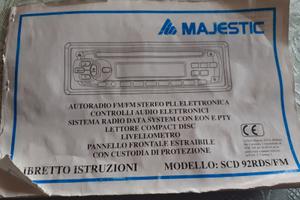 MAJESTIC
AUTORADIO FM/FM STEREO PLL ELETTRONICA
CONTROLLI AUDIO ELETTRONICI
SISTEMA RADIO DATA SYSTEM CON EON E PTY
LETTORE COMPACT DISC
LIVELLOMETRO
PANNELLO FRONTALE ESTRAIBILE
CON CUSTODIA DI PROTEZIONE
CE
IBRETTO ISTRUZIONI
MODELLO: SCD 92RDS/FM